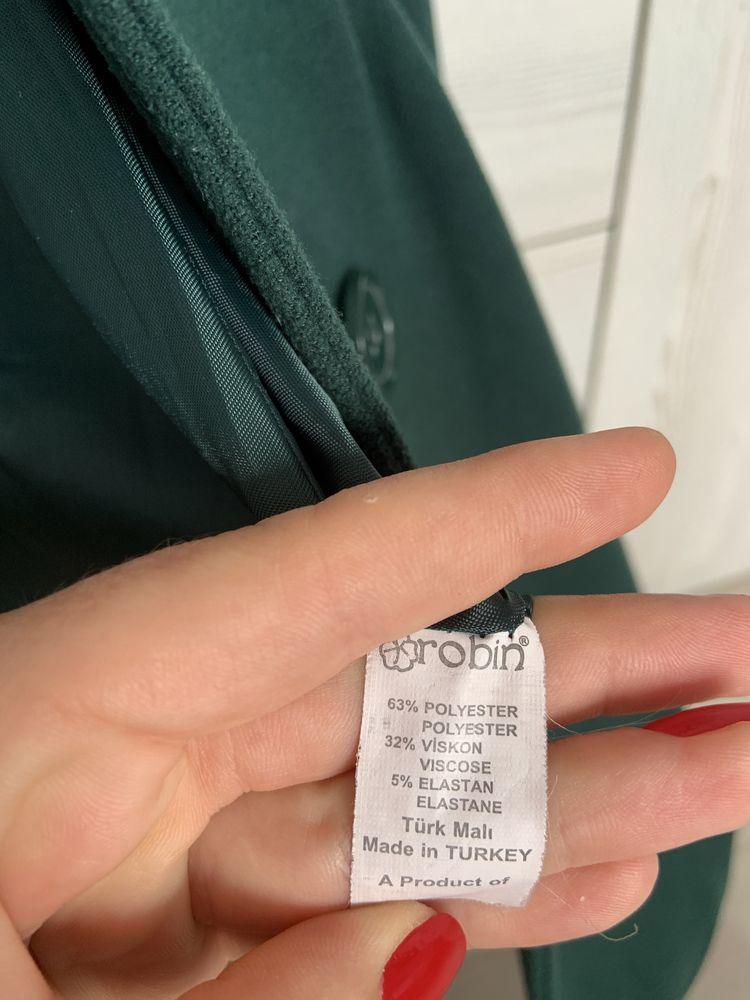 robin®
63% POLYESTER
POLYESTER
32% VİSKON
VISCOSE
5% ELASTAN
ELASTANE
Türk Malı
Made in TURKEY
A Product of